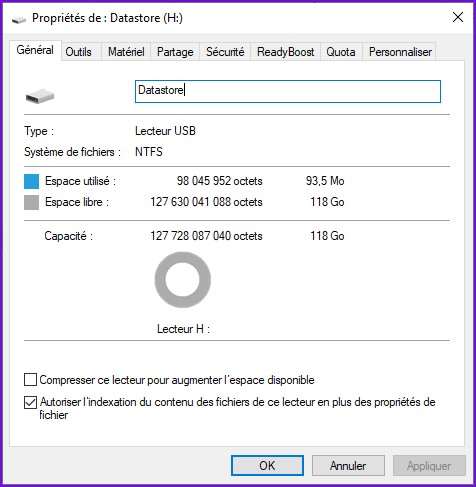 Propriétés de : Datastore (H:)
Général Outils Matériel Partage Sécurité ReadyBoost Quota Personnaliser
Datastore
Type : Lecteur USB
Système de fichiers : NTFS
Espace utilisé : 98 045 952 octets 93,5 Mo
Espace libre : 127 630 041 088 octets 118 Go
Capacité : 127 728 087 040 octets 118 Go
Lecteur H :
Compresser ce lecteur pour augmenter l'espace disponible
Autoriser l'indexation du contenu des fichiers de ce lecteur en plus des propriétés de
fichier
OK Annuler Appliquer